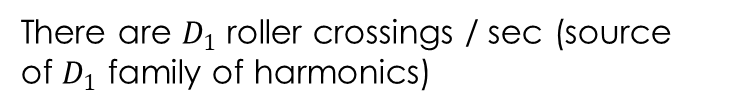 There are D₁ roller crossings / sec (source
of D₁ family of harmonics)